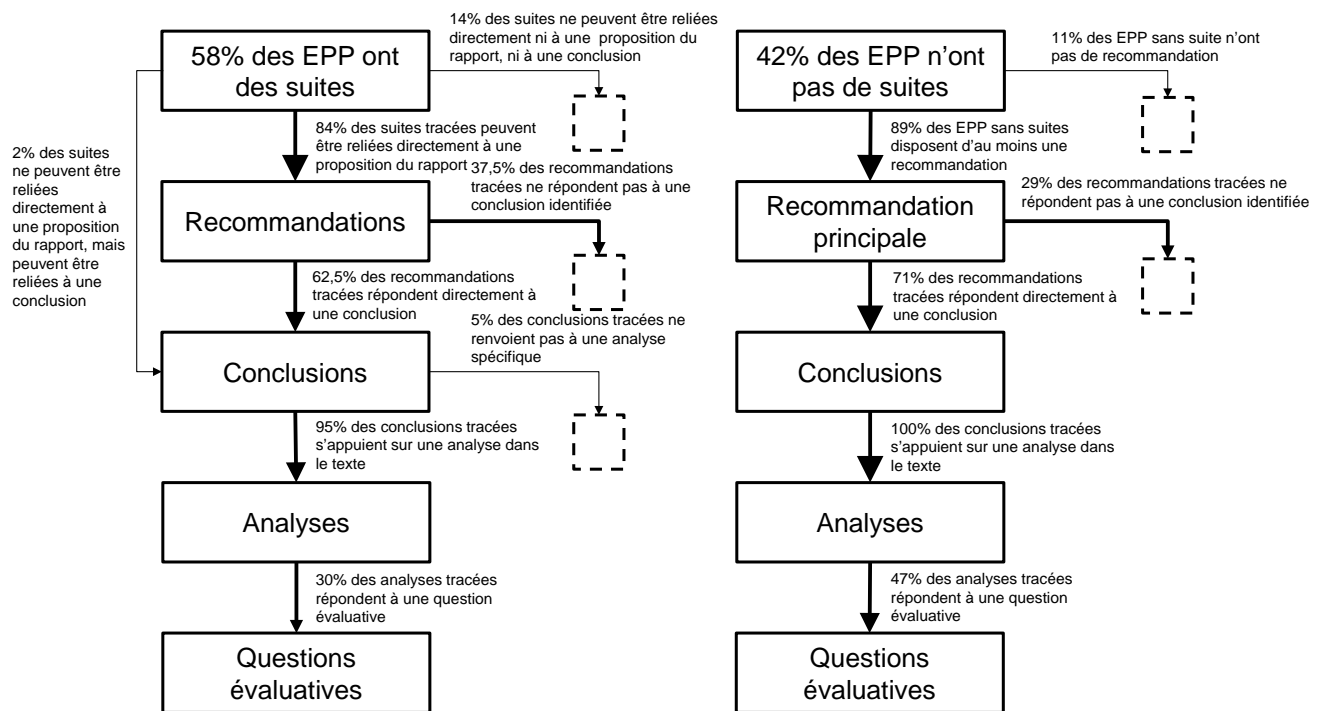 14% des suites ne peuvent être reliées
directement ni à une proposition du
rapport, ni à une conclusion
58% des EPP ont
des suites
2% des suites
ne peuvent être
reliées
directement à
une proposition
du rapport, mais
peuvent être
reliées à une
conclusion
84% des suites tracées peuvent
être reliées directement à une
proposition du rapport
37,5% des recommandations
tracées ne répondent pas à une
conclusion identifiée
Recommandations
62,5% des recommandations
tracées répondent directement à
une conclusion
5% des conclusions tracées ne
renvoient pas à une analyse
spécifique
Conclusions
95% des conclusions tracées
s'appuient sur une analyse dans
le texte
Analyses
30% des analyses tracées
répondent à une question
évaluative
Questions
évaluatives
11% des EPP sans suite n'ont
pas de recommandation
42% des EPP n'ont
pas de suites
89% des EPP sans suites
disposent d'au moins une
recommandation
29% des recommandations tracées ne
répondent pas à une conclusion identifiée
Recommandation
principale
71% des recommandations
tracées répondent directement à
une conclusion
Conclusions
100% des conclusions tracées
s'appuient sur une analyse dans
le texte
Analyses
47% des analyses tracées
répondent à une question
évaluative
Questions
évaluatives